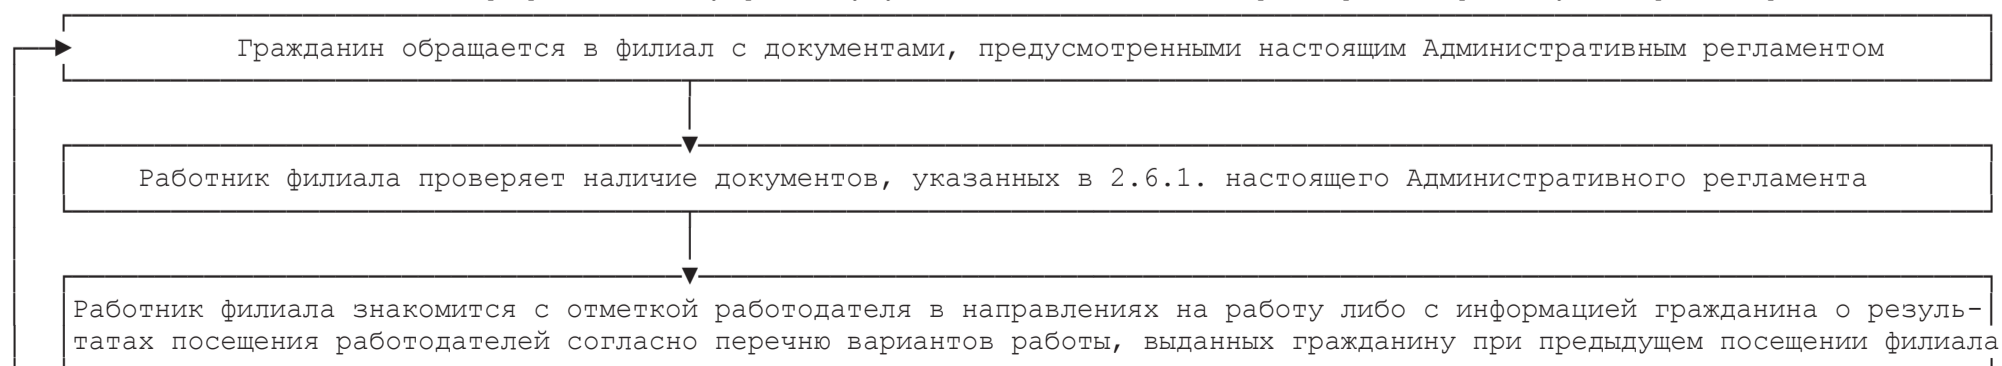 Гражданин обращается в филиал с документами, предусмотренными настоящим Административным регламентом
Работник филиала проверяет наличие документов, указанных в 2.6.1. настоящего Административного регламента
Работник филиала знакомится с отметкой работодателя в направлениях на работу либо с информацией гражданина о резуль-
татах посещения работодателей согласно перечню вариантов работы, выданных гражданину при предыдущем посещении филиала